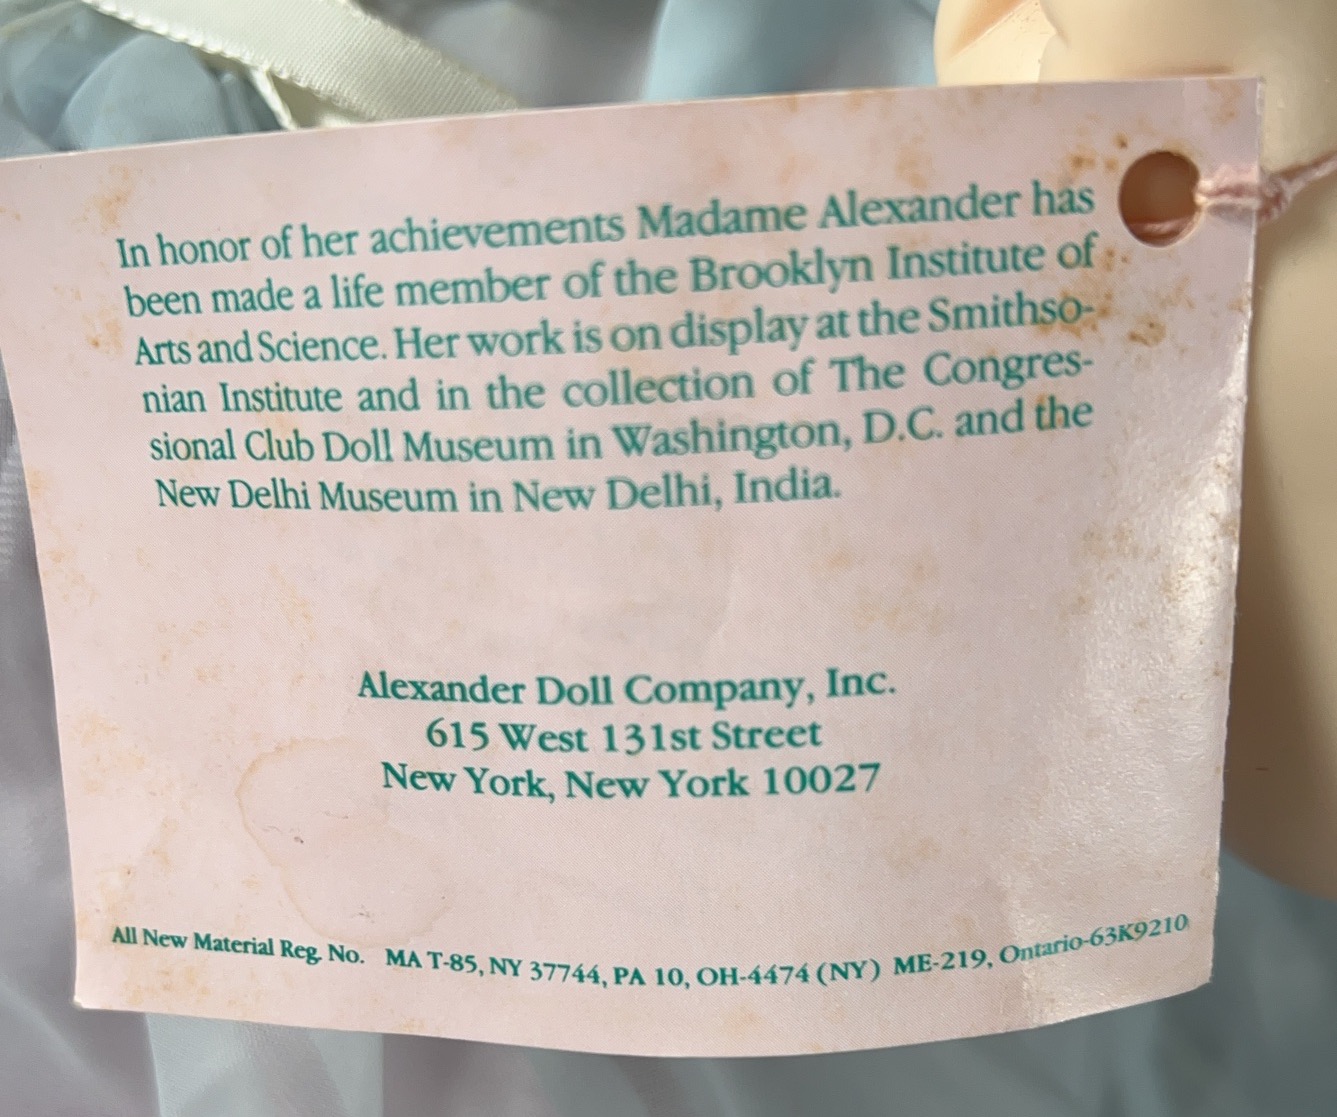 In honor of her achievements Madame Alexander has
been made a life member of the Brooklyn Institute of
Arts and Science. Her work is on display at the Smithso-
nian Institute and in the collection of The Congres-
sional Club Doll Museum in Washington, D.C. and the
New Delhi Museum in New Delhi, India.
Alexander Doll Company, Inc.
615 West 131st Street
New York, New York 10027
All New Material Reg. No. MA T-85, NY 37744, PA 10, OH-4474 (NY) ME-219, Ontario-63K9210